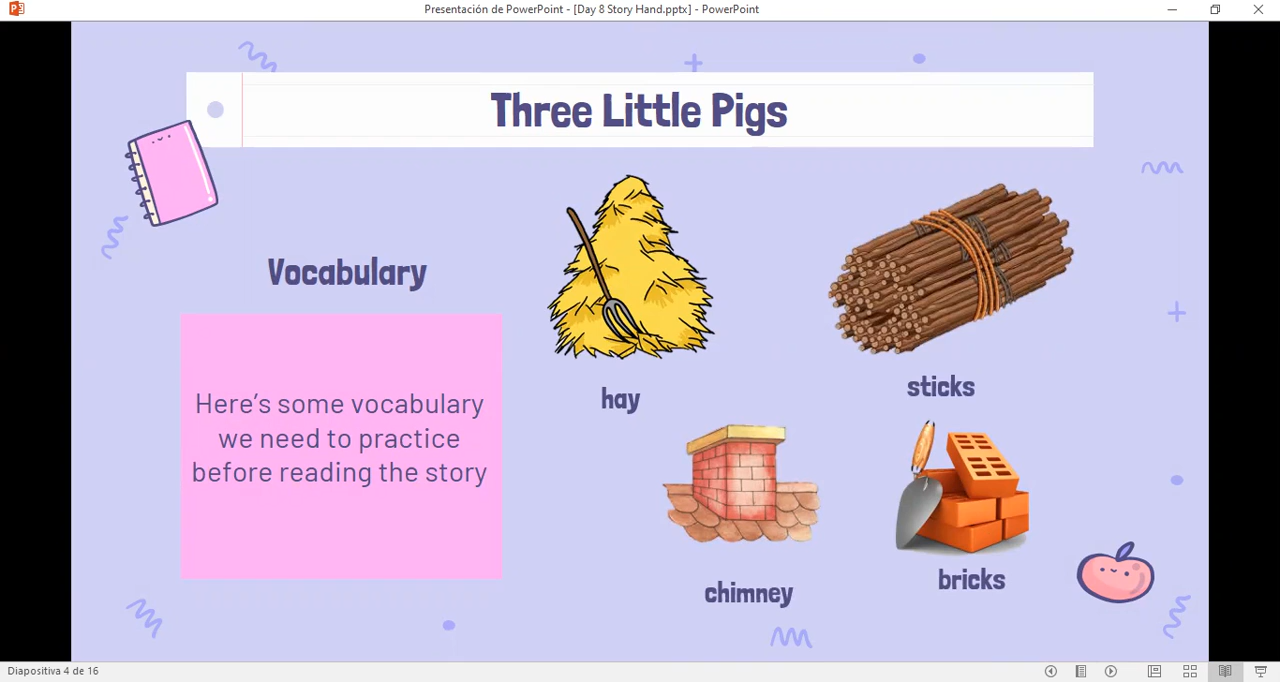 Presentación de PowerPoint - [Day 8 Story Hand.pptx] - PowerPoint
Three Little Pigs
Vocabulary
Here's some vocabulary
we need to practice
before reading the story
hay
sticks
chimney
bricks
Diapositiva 4 de 16